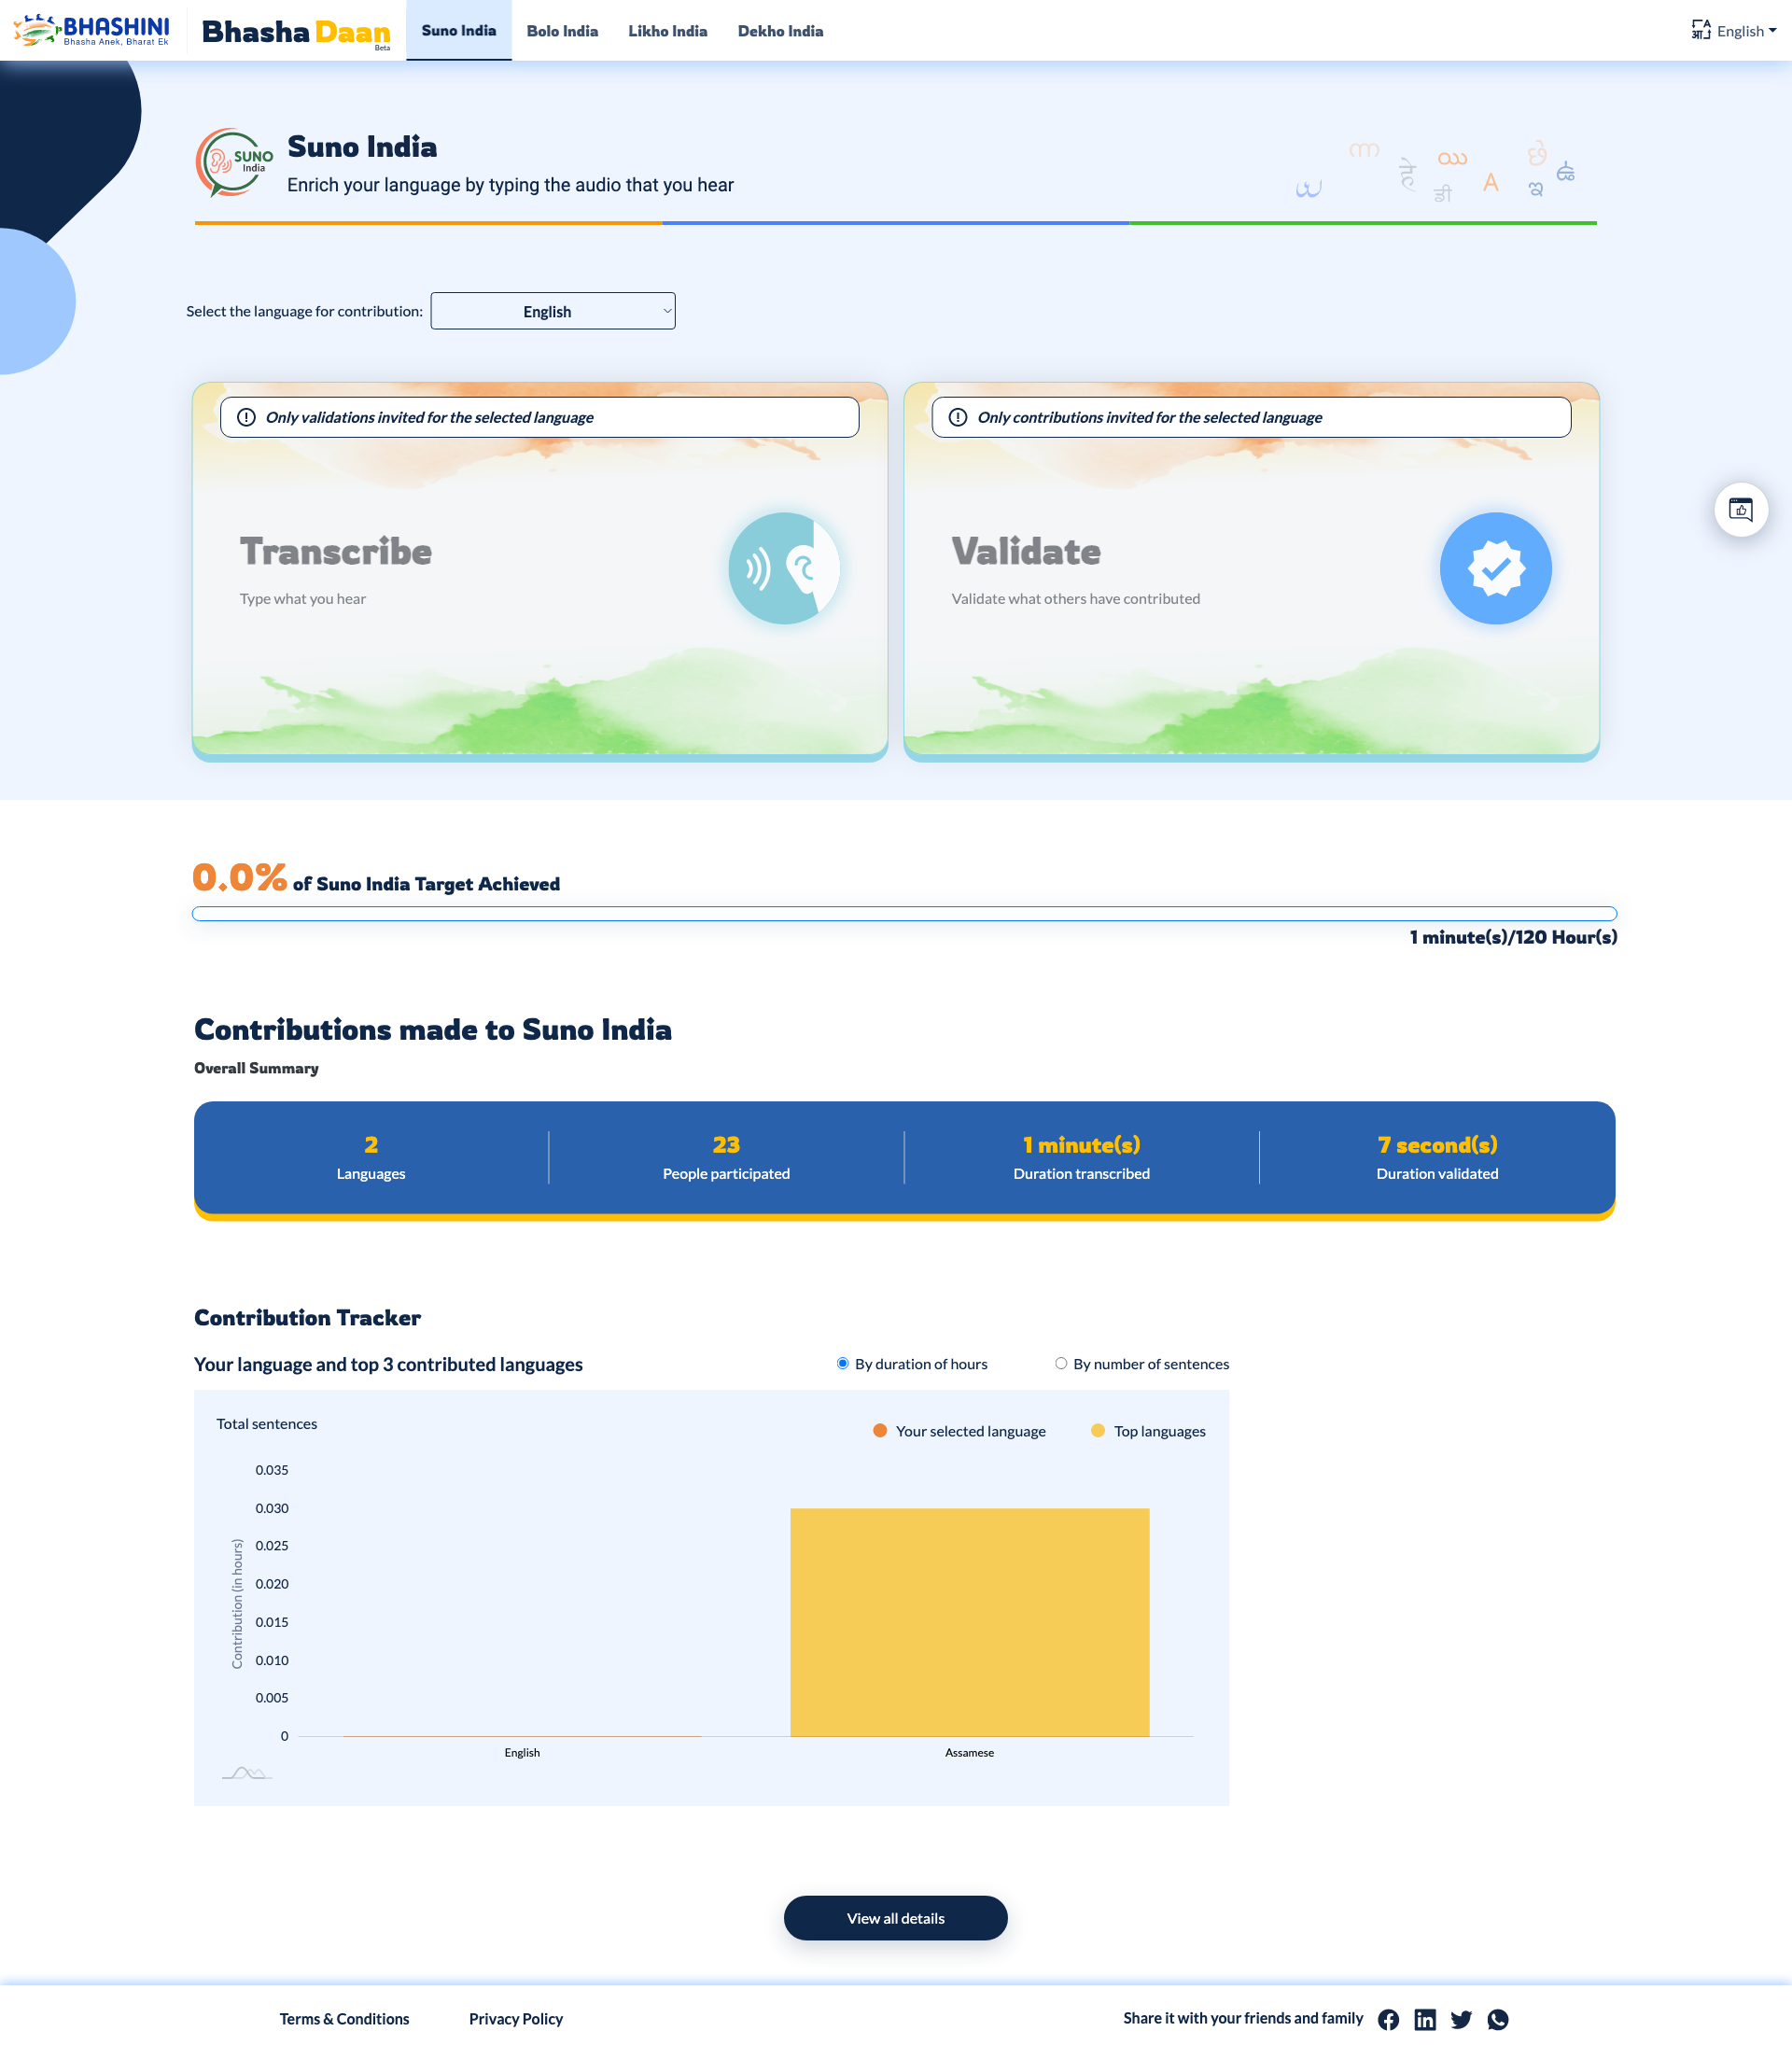 BHASHINI
Bhasha Anek, Bharat Ek
Bhasha Daan
Beta
Suno India
Bolo India
Likho India
Dekho India
English
SUNO
India
Suno India
Enrich your language by typing the audio that you hear
A
Select the language for contribution:
English
Only validations invited for the selected language
Transcribe
Type what you hear
Only contributions invited for the selected language
Validate
Validate what others have contributed
0.0% of Suno India Target Achieved
1 minute(s)/120 Hour(s)
Contributions made to Suno India
Overall Summary
2
Languages
23
People participated
1 minute(s)
Duration transcribed
7 second(s)
Duration validated
Contribution Tracker
Your language and top 3 contributed languages
By duration of hours
By number of sentences
Total sentences
Your selected language
Top languages
Contribution (in hours)
0.035
0.030
0.025
0.020
0.015
0.010
0.005
0
English
Assamese
View all details
Terms & Conditions
Privacy Policy
Share it with your friends and family